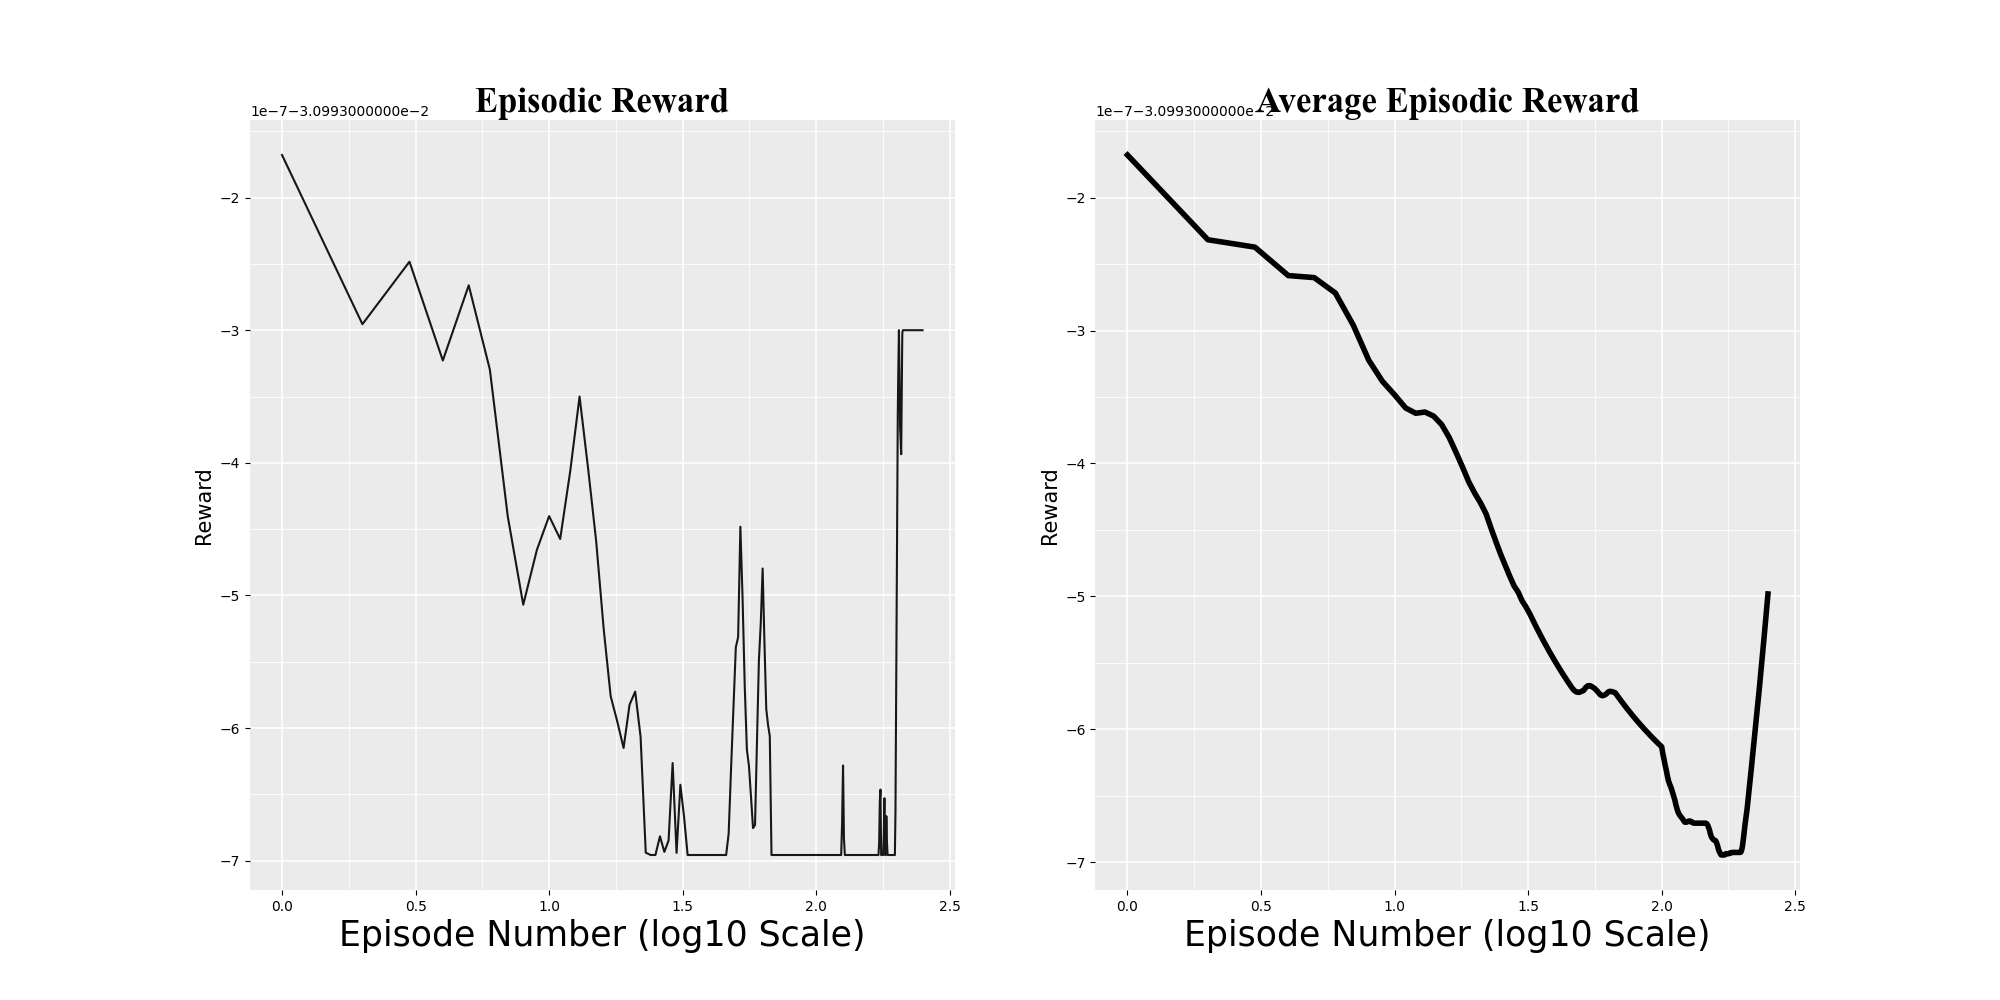 Episodic Reward
1e−7−3.0993000000e−2
−2
−3
−4
−5
−6
−7
Reward
0.0 0.5 1.0 1.5 2.0 2.5
Episode Number (log10 Scale)
Average Episodic Reward
1e−7−3.0993000000e−2
−2
−3
−4
−5
−6
−7
Reward
0.0 0.5 1.0 1.5 2.0 2.5
Episode Number (log10 Scale)